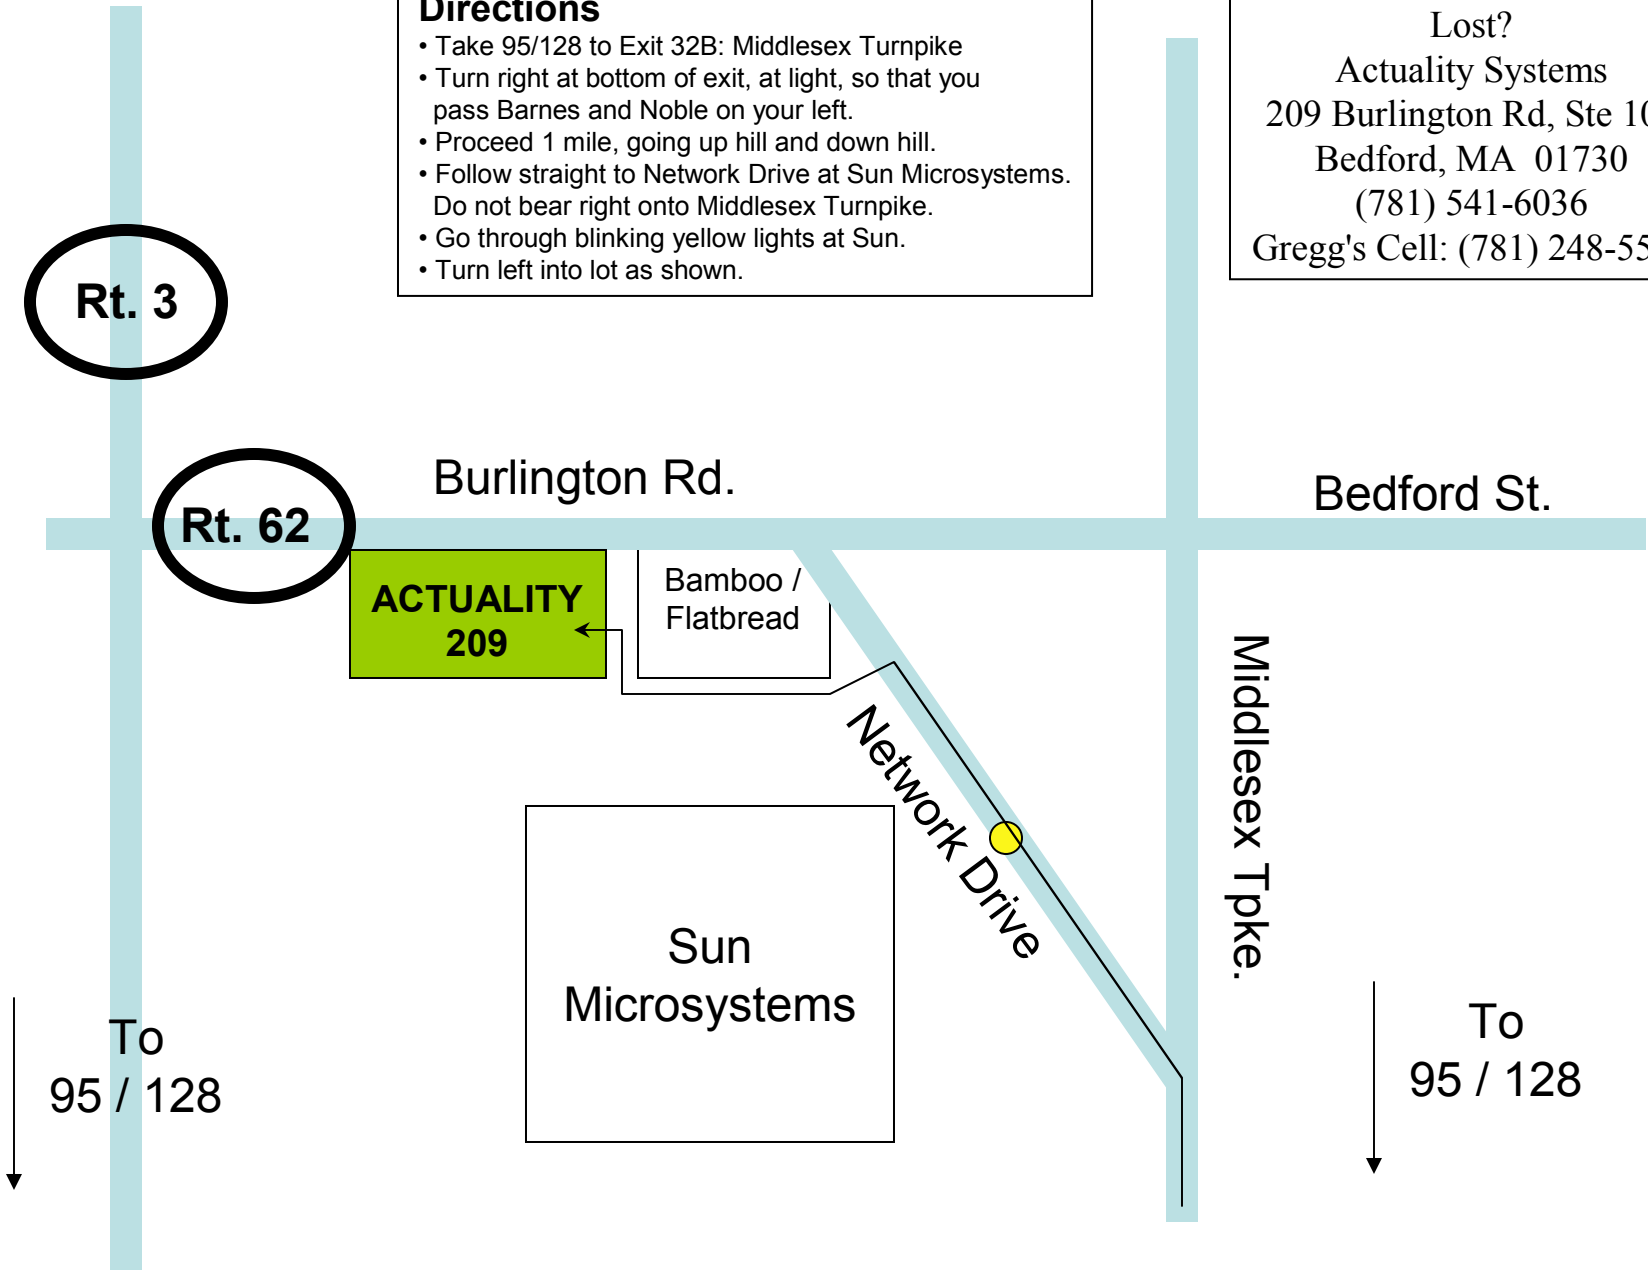 Directions
• Take 95/128 to Exit 32B: Middlesex Turnpike
• Turn right at bottom of exit, at light, so that you
pass Barnes and Noble on your left.
• Proceed 1 mile, going up hill and down hill.
• Follow straight to Network Drive at Sun Microsystems.
Do not bear right onto Middlesex Turnpike.
• Go through blinking yellow lights at Sun.
• Turn left into lot as shown.
Lost?
Actuality Systems
209 Burlington Rd, Ste
Bedford, MA 01730
(781) 541-6036
Gregg's Cell: (781)
Rt. 3
Burlington Rd.
Bedford St.
Rt. 62
ACTUALITY
209
Bamboo /
Flatbread
Middlesex Tpke.
Network Drive
Sun
Microsystems
To
95 / 128
To
95 / 128